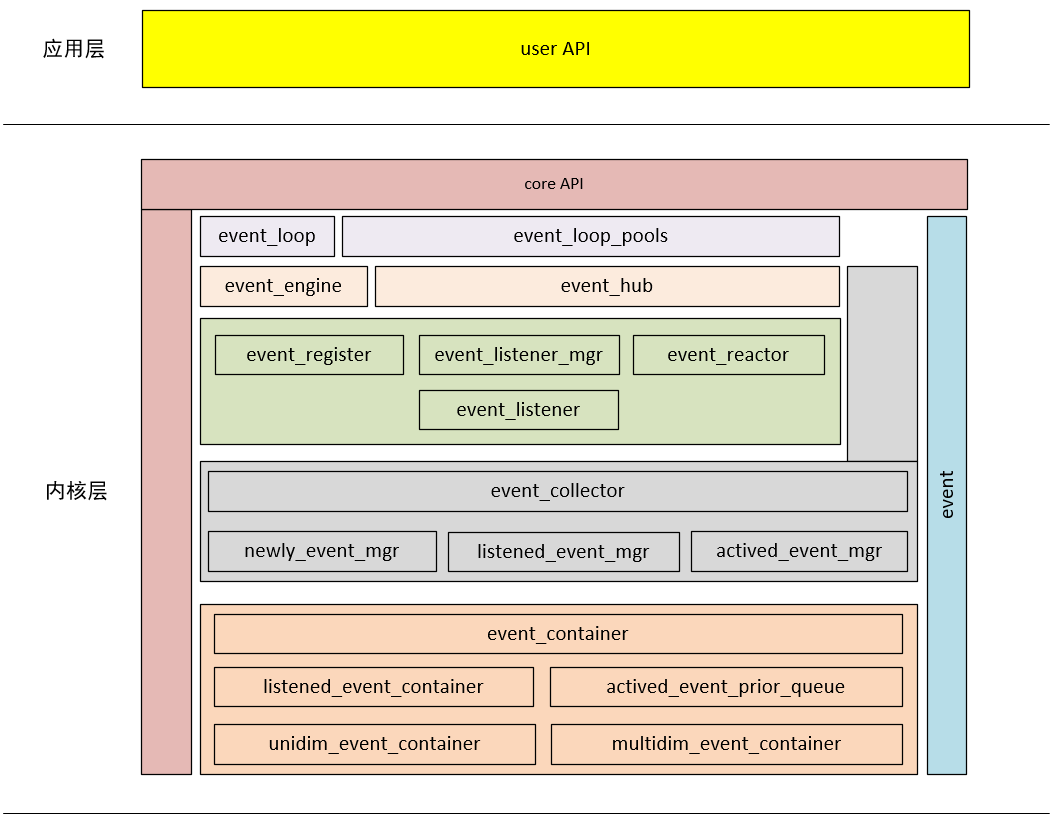 应用层
user API
core API
event_loop
event_loop_pools
event_engine
event_hub
event_register
event_listener_mgr
event_reactor
event_listener
内核层
event_collector
event
newly_event_mgr
listened_event_mgr
actived_event_mgr
event_container
listened_event_container
actived_event_prior_queue
unidim_event_container
multidim_event_container